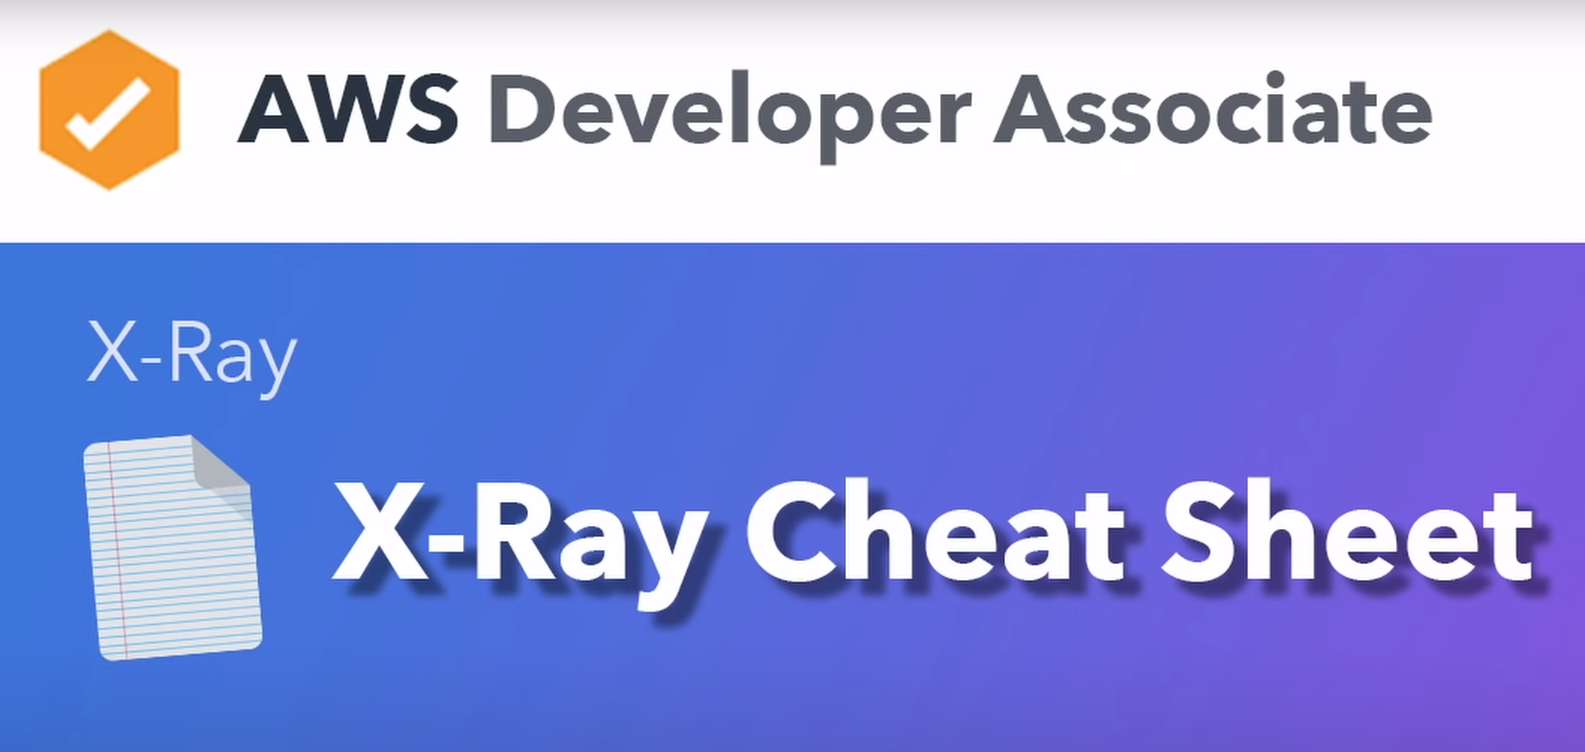 AWS Developer Associate
X-Ray
X-Ray Cheat Sheet